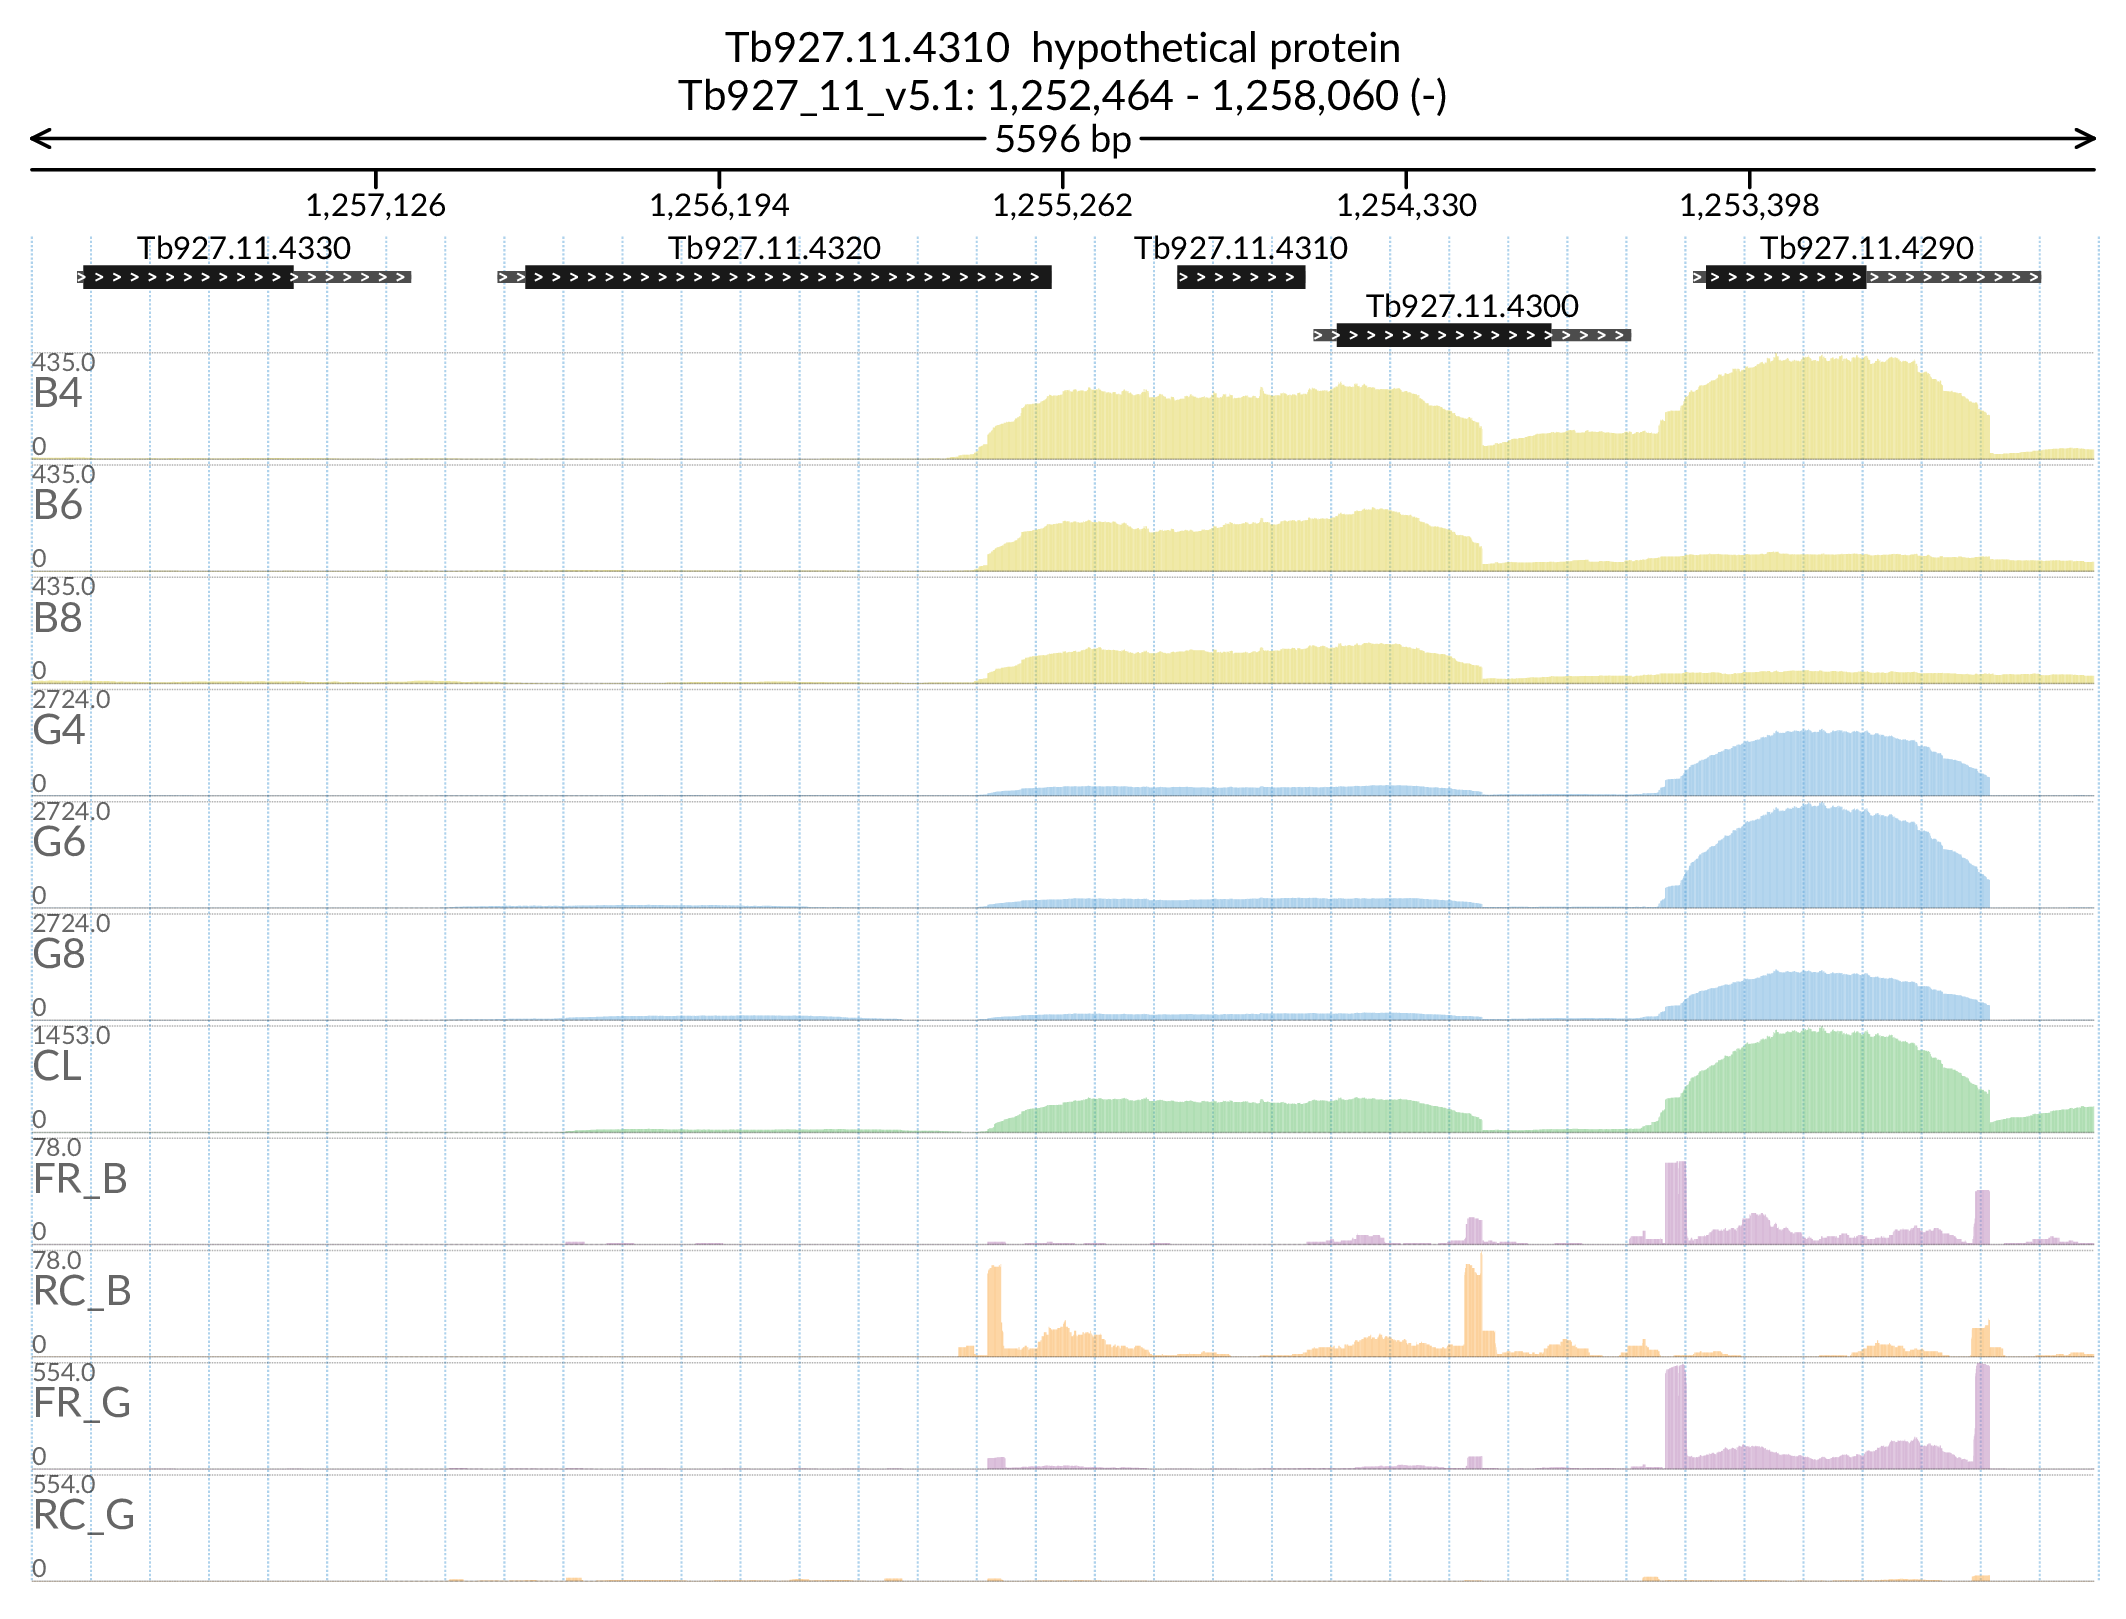 Tb927.11.4310 hypothetical protein
Tb927_11_v5.1: 1,252,464 - 1,258,060 (-)
5596 bp
1,257,126 1,256,194 1,255,262 1,254,330 1,253,398
Tb927.11.4330 Tb927.11.4320 Tb927.11.4310 Tb927.11.4290
Tb927.11.4300
435.0
B4
0
435.0
B6
0
435.0
B8
0
2724.0
G4
0
2724.0
G6
0
2724.0
G8
0
1453.0
CL
0
78.0
FR_B
0
78.0
RC_B
0
554.0
FR_G
0
554.0
RC_G
0